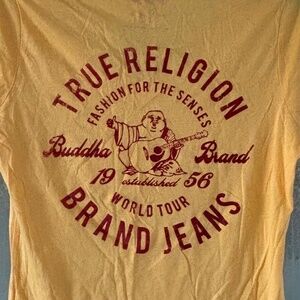 TRUE RELIGION
FASHION FOR THE SENSES
Buddha Brand
19 established 56
WORLD TOUR
BRAND JEANS